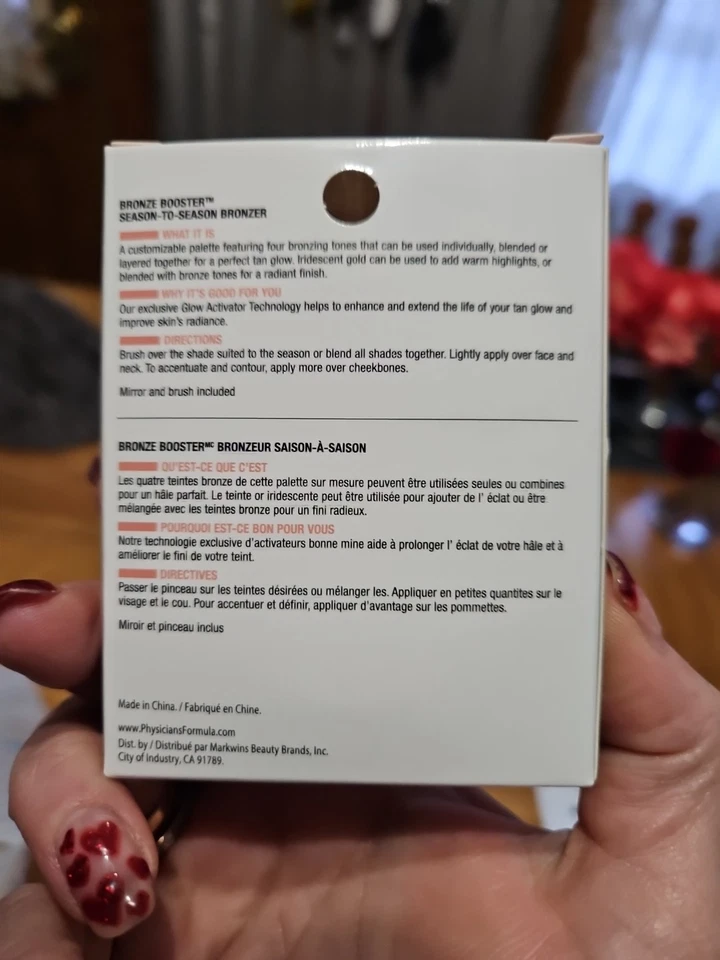 BRONZE BOOSTER™
SEASON-TO-SEASON BRONZER
WHAT IT IS
A customizable palette featuring four bronzing tones that can be used individually, blended or
layered together for a perfect tan glow. Iridescent gold can be used to add warm highlights, or
blended with bronze tones for a radiant finish.
WHY IT'S GOOD FOR YOU
Our exclusive Glow Activator Technology helps to enhance and extend the life of your tan glow and
improve skin's radiance.
DIRECTIONS
Brush over the shade suited to the season or blend all shades together. Lightly apply over face and
neck. To accentuate and contour, apply more over cheekbones.
Mirror and brush included
BRONZE BOOSTERᴹᶜ BRONZEUR SAISON-À-SAISON
QU'EST-CE QUE C'EST
Les quatre teintes bronze de cette palette sur mesure peuvent être utilisées seules ou combines
pour un hâle parfait. Le teinte or iridescente peut être utilisée pour ajouter de l' éclat ou être
mélangée avec les teintes bronze pour un fini radieux.
POURQUOI EST-CE BON POUR VOUS
Notre technologie exclusive d'activateurs bonne mine aide à prolonger l' éclat de votre hâle et à
améliorer le fini de votre teint.
DIRECTIVES
Passer le pinceau sur les teintes désirées ou mélanger les. Appliquer en petites quantités sur le
visage et le cou. Pour accentuer et définir, appliquer d'avantage sur les pommettes.
Miroir et pinceau inclus
Made in China. / Fabriqué en Chine.
www.PhysiciansFormula.com
Dist. by / Distribué par Markwins Beauty Brands, Inc.
City of Industry, CA 91789.